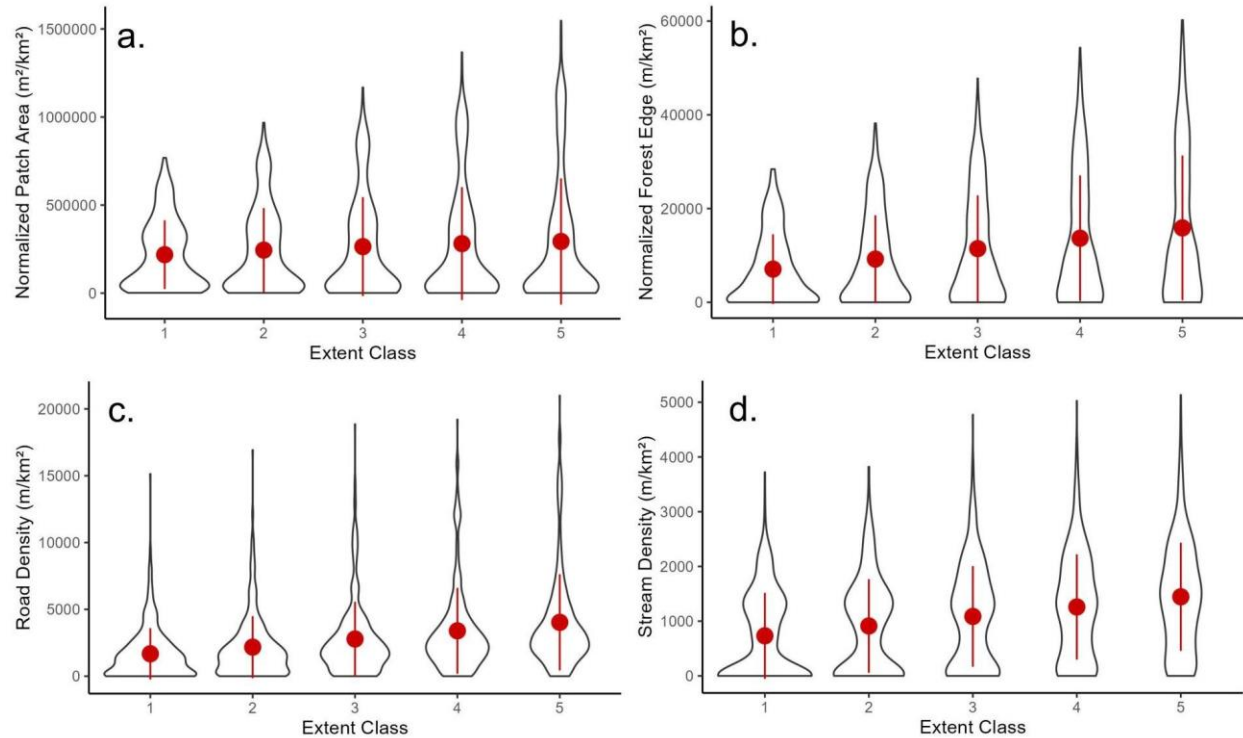 a.
Normalized Patch Area (m²/km²)
1500000
1000000
500000
0
1 2 3 4 5
Extent Class
b.
Normalized Forest Edge (m/km²)
60000
40000
20000
0
1 2 3 4 5
Extent Class
c.
Road Density (m/km²)
20000
15000
10000
5000
0
1 2 3 4 5
Extent Class
d.
Stream Density (m/km²)
5000
4000
3000
2000
1000
0
1 2 3 4 5
Extent Class